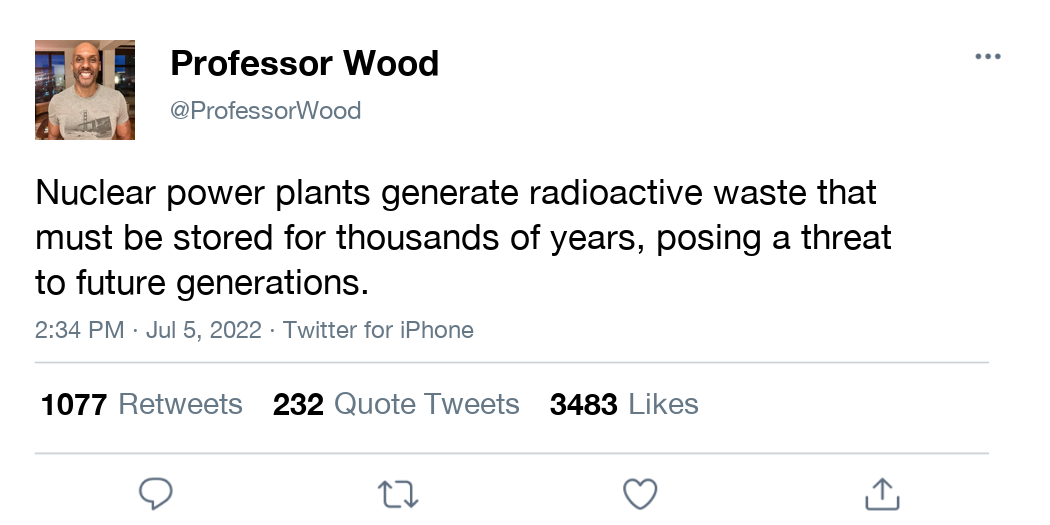 Professor Wood
@ProfessorWood
Nuclear power plants generate radioactive waste that
must be stored for thousands of years, posing a threat
to future generations.
2:34 PM · Jul 5, 2022 · Twitter for iPhone
1077 Retweets 232 Quote Tweets 3483 Likes